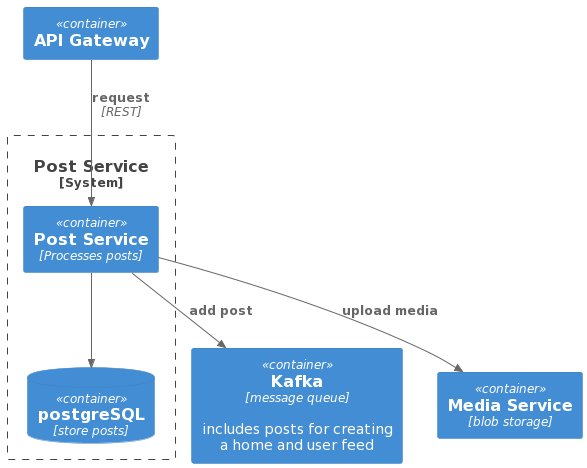 «container»
API Gateway
request
[REST]
Post Service
[System]
«container»
Post Service
[Processes posts]
add post
upload media
«container»
postgreSQL
[store posts]
«container»
Kafka
[message queue]
includes posts for creating
a home and user feed
«container»
Media Service
[blob storage]